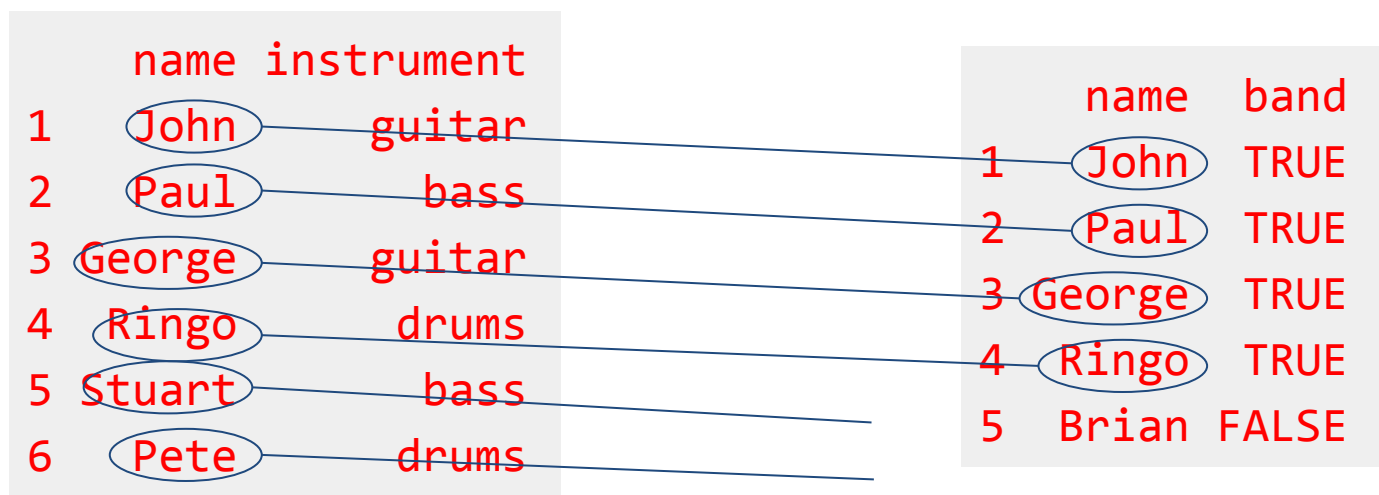 name instrument
1 John guitar
2 Paul bass
3 George guitar
4 Ringo drums
5 Stuart bass
6 Pete drums
name band
1 John TRUE
2 Paul TRUE
3 George TRUE
4 Ringo TRUE
5 Brian FALSE